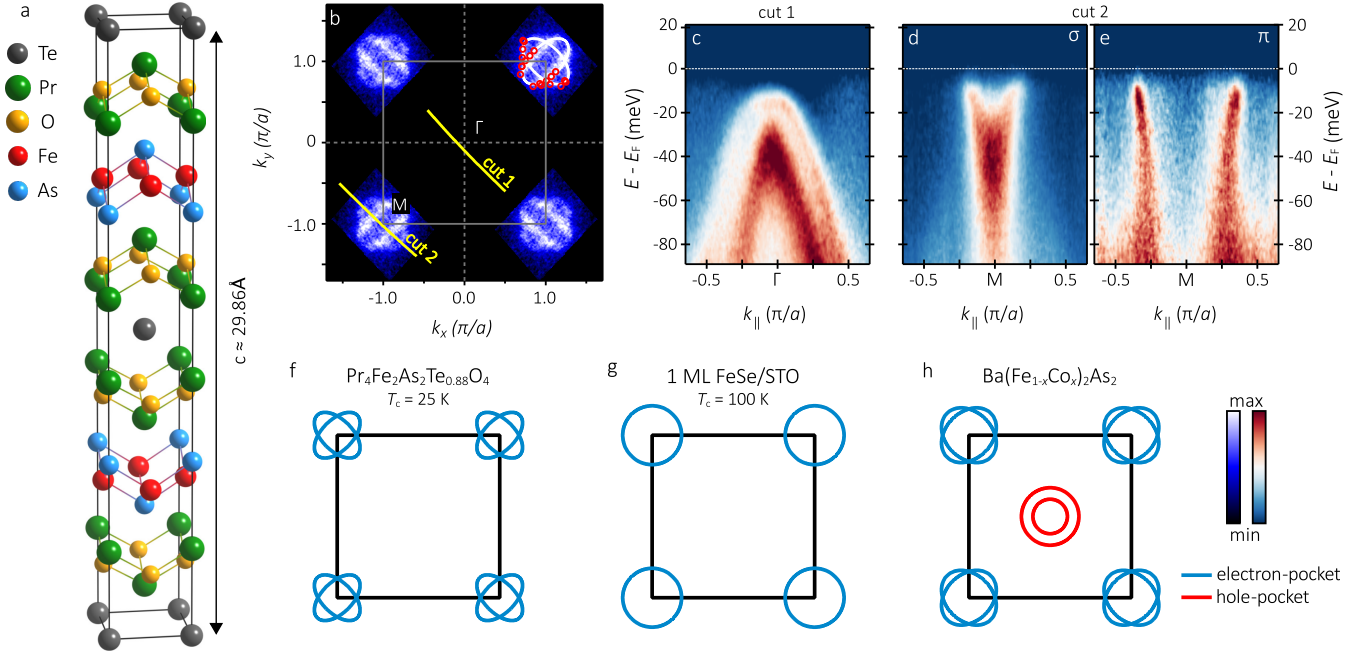 a
Te
Pr
O
Fe
As
c ≈ 29.86Å
b
k_y (π/a)
1.0
0
-1.0
Γ
cut 1
M
cut 2
-1.0
0.0
1.0
k_x (π/a)
cut 1
cut 2
c
d
σ
e
π
E - E_F (meV)
20
0
-20
-40
-60
-80
20
0
-20
-40
-60
-80
E - E_F (meV)
-0.5
Γ
0.5
-0.5
M
0.5
-0.5
M
0.5
k_|| (π/a)
k_|| (π/a)
k_|| (π/a)
f
Pr₄Fe₂As₂Te₀.₈₈O₄
T_c = 25 K
g
1 ML FeSe/STO
T_c = 100 K
h
Ba(Fe₁₋ₓCoₓ)₂As₂
max
min
electron-pocket
hole-pocket